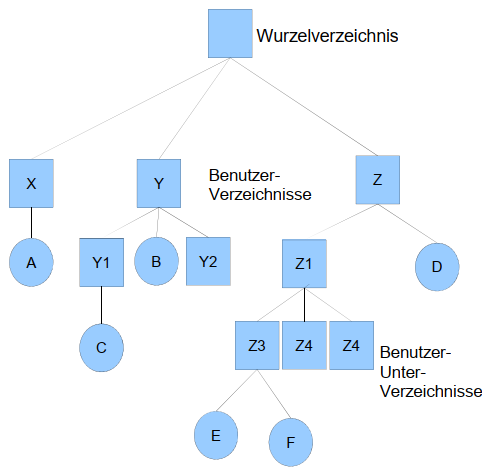 Wurzelverzeichnis
X
Y
Benutzer-
Verzeichnisse
Z
A
Y1
B
Y2
Z1
D
C
Z3
Z4
Z4
Benutzer-
Unter-
Verzeichnisse
E
F